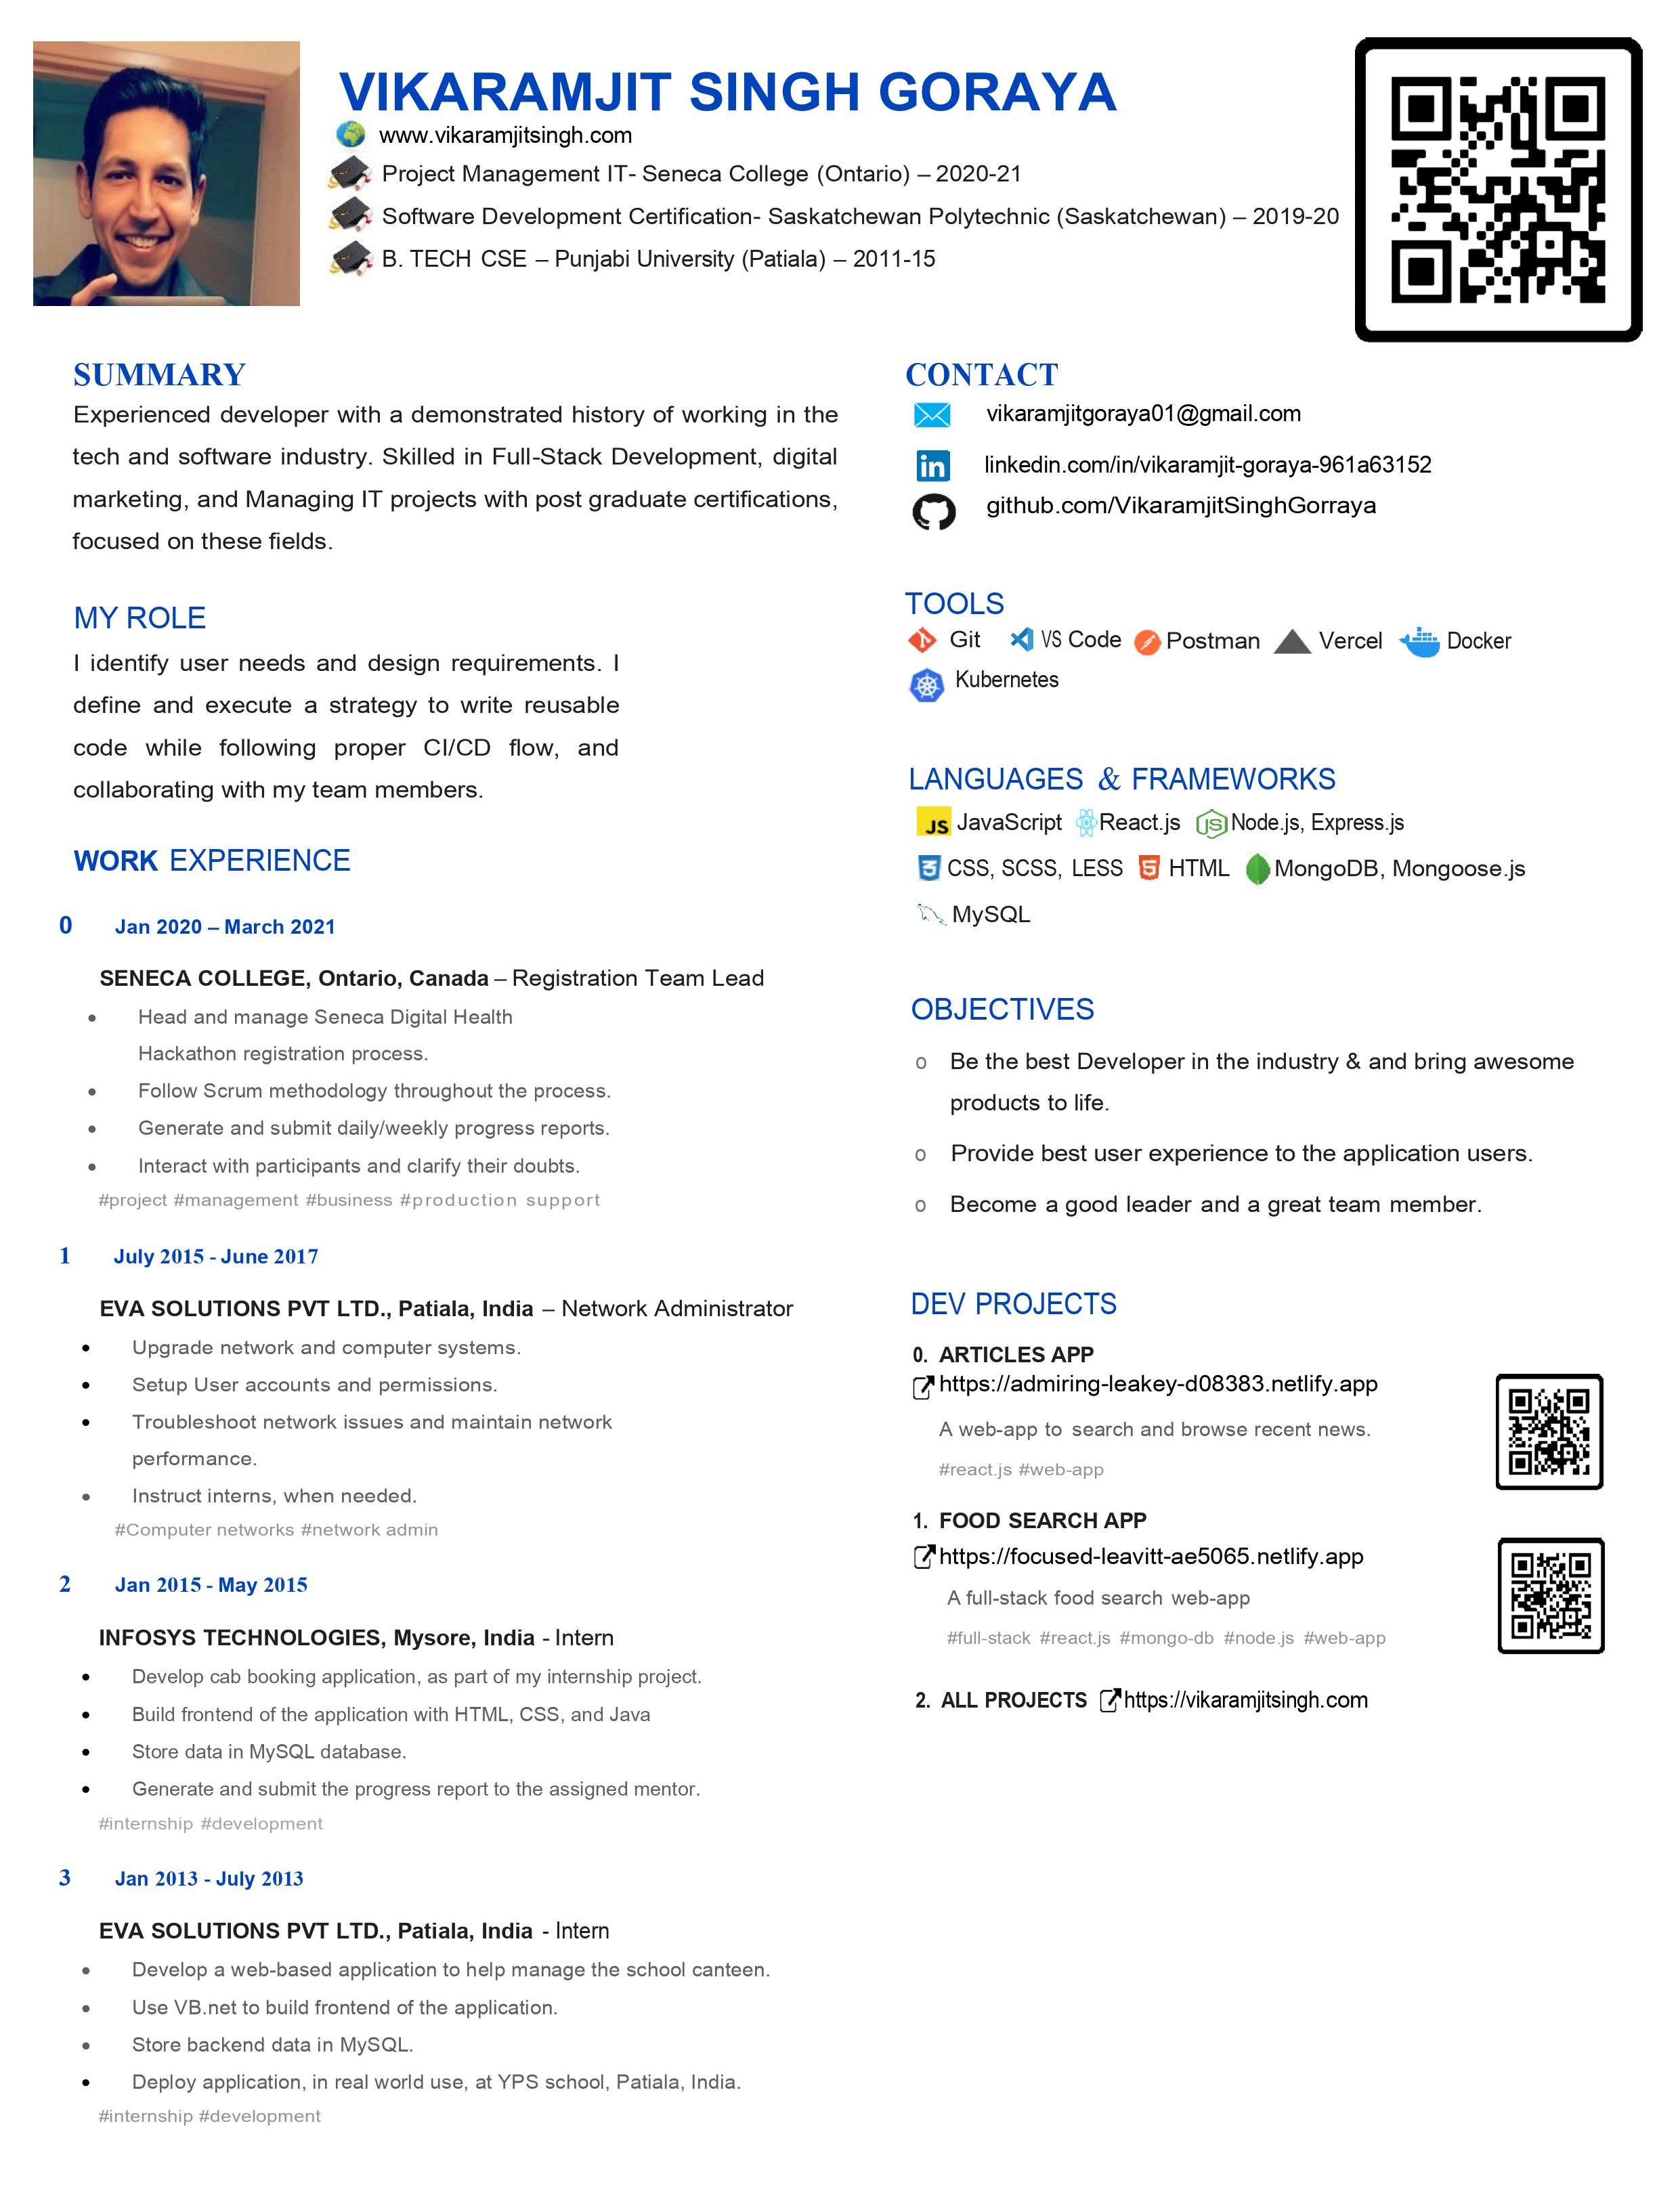 VIKARAMJIT SINGH GORAYA
www.vikaramjitsingh.com
Project Management IT- Seneca College (Ontario) – 2020-21
Software Development Certification- Saskatchewan Polytechnic (Saskatchewan) – 2019-20
B. TECH CSE – Punjabi University (Patiala) – 2011-15
SUMMARY
Experienced developer with a demonstrated history of working in the
tech and software industry. Skilled in Full-Stack Development, digital
marketing, and Managing IT projects with post graduate certifications,
focused on these fields.
MY ROLE
I identify user needs and design requirements. I
define and execute a strategy to write reusable
code while following proper CI/CD flow, and
collaborating with my team members.
WORK EXPERIENCE
0 Jan 2020 – March 2021
SENECA COLLEGE, Ontario, Canada – Registration Team Lead
• Head and manage Seneca Digital Health
Hackathon registration process.
• Follow Scrum methodology throughout the process.
• Generate and submit daily/weekly progress reports.
• Interact with participants and clarify their doubts.
#project #management #business #production support
1 July 2015 - June 2017
EVA SOLUTIONS PVT LTD., Patiala, India – Network Administrator
• Upgrade network and computer systems.
• Setup User accounts and permissions.
• Troubleshoot network issues and maintain network
performance.
• Instruct interns, when needed.
#Computer networks #network admin
2 Jan 2015 - May 2015
INFOSYS TECHNOLOGIES, Mysore, India - Intern
• Develop cab booking application, as part of my internship project.
• Build frontend of the application with HTML, CSS, and Java
• Store data in MySQL database.
• Generate and submit the progress report to the assigned mentor.
#internship #development
3 Jan 2013 - July 2013
EVA SOLUTIONS PVT LTD., Patiala, India - Intern
• Develop a web-based application to help manage the school canteen.
• Use VB.net to build frontend of the application.
• Store backend data in MySQL.
• Deploy application, in real world use, at YPS school, Patiala, India.
#internship #development
CONTACT
vikaramjitgoraya01@gmail.com
in linkedin.com/in/vikaramjit-goraya-961a63152
github.com/VikaramjitSinghGorraya
TOOLS
Git VS Code Postman Vercel Docker
Kubernetes
LANGUAGES & FRAMEWORKS
JS JavaScript React.js JS Node.js, Express.js
3 CSS, SCSS, LESS 5 HTML MongoDB, Mongoose.js
MySQL
OBJECTIVES
o Be the best Developer in the industry & and bring awesome
products to life.
o Provide best user experience to the application users.
o Become a good leader and a great team member.
DEV PROJECTS
0. ARTICLES APP
https://admiring-leakey-d08383.netlify.app
A web-app to search and browse recent news.
#react.js #web-app
1. FOOD SEARCH APP
https://focused-leavitt-ae5065.netlify.app
A full-stack food search web-app
#full-stack #react.js #mongo-db #node.js #web-app
2. ALL PROJECTS https://vikaramjitsingh.com